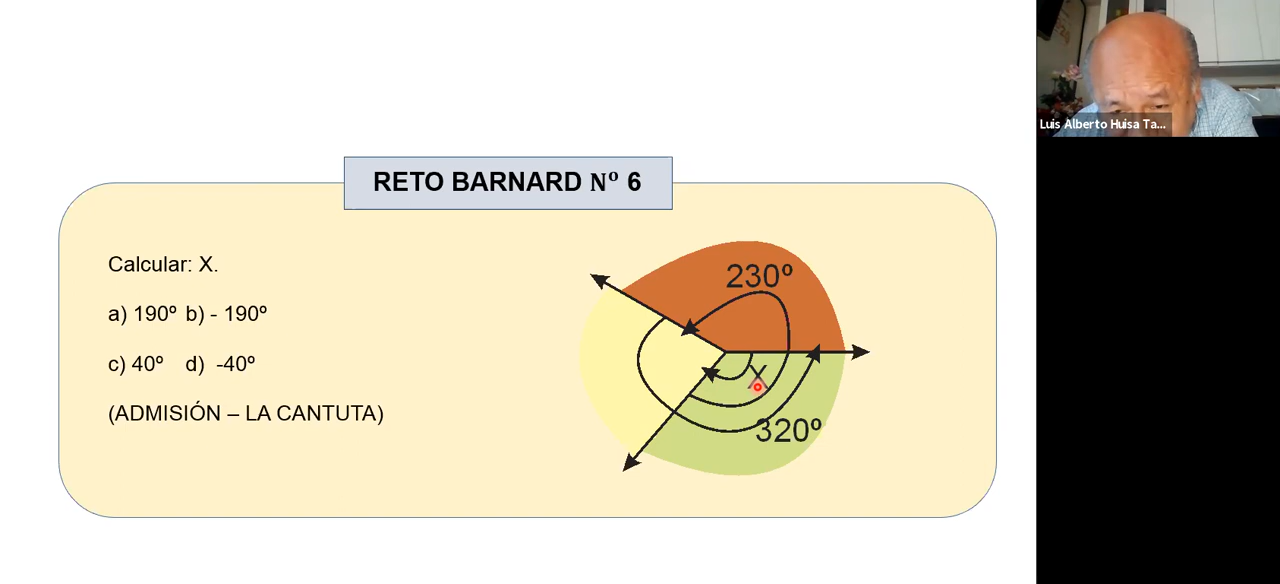 Luis Alberto Huisa Ta...
RETO BARNARD Nº 6
Calcular: X.
a) 190º b) - 190º
c) 40º d) -40º
(ADMISIÓN – LA CANTUTA)
230º
X
320º